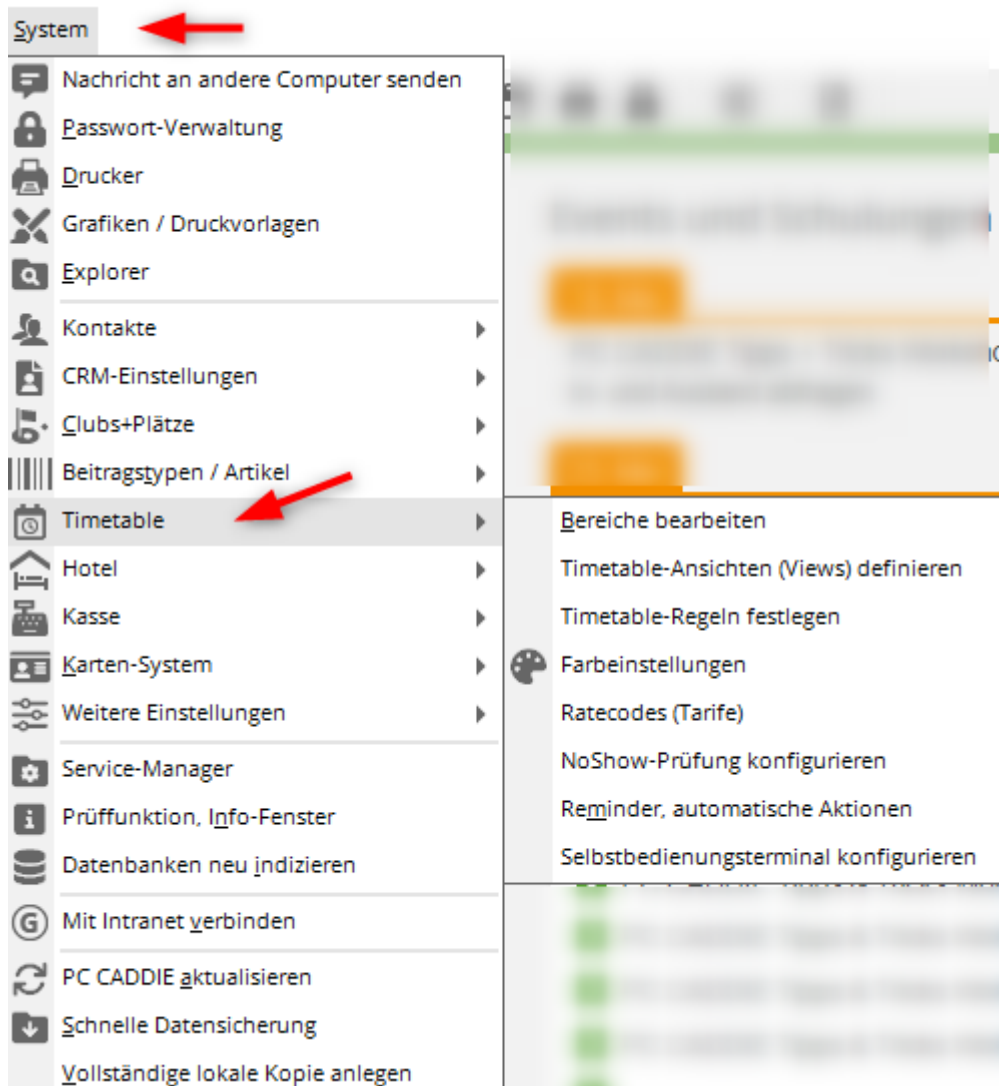 System
Nachricht an andere Computer senden
Passwort-Verwaltung
Drucker
Grafiken / Druckvorlagen
Explorer
Kontakte
CRM-Einstellungen
Clubs+Plätze
Beitragstypen / Artikel
Timetable
Hotel
Kasse
Karten-System
Weitere Einstellungen
Service-Manager
Prüffunktion, Info-Fenster
Datenbanken neu indizieren
Mit Intranet verbinden
PC CADDIE aktualisieren
Schnelle Datensicherung
Vollständige lokale Kopie anlegen
Events und Schulungen
Bereiche bearbeiten
Timetable-Ansichten (Views) definieren
Timetable-Regeln festlegen
Farbeinstellungen
Ratecodes (Tarife)
NoShow-Prüfung konfigurieren
Reminder, automatische Aktionen
Selbstbedienungsterminal konfigurieren